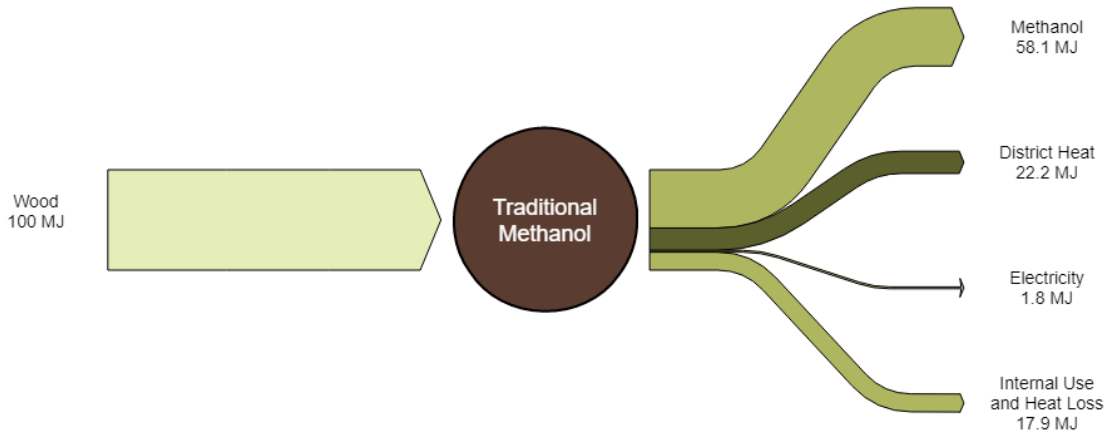 Wood
100 MJ
Traditional
Methanol
Methanol
58.1 MJ
District Heat
22.2 MJ
Electricity
1.8 MJ
Internal Use
and Heat Loss
17.9 MJ